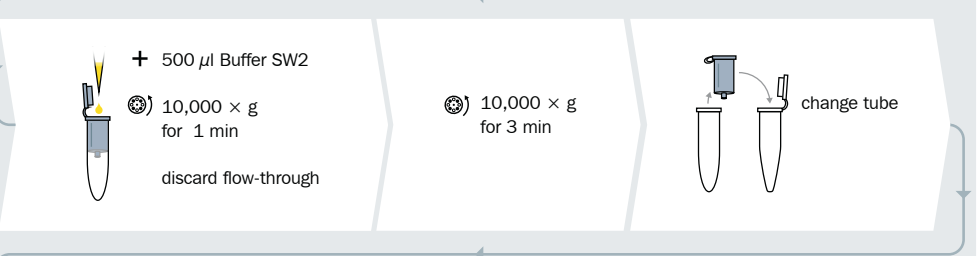 + 500 µl Buffer SW2
10,000 × g
for 1 min
discard flow-through
10,000 × g
for 3 min
change tube